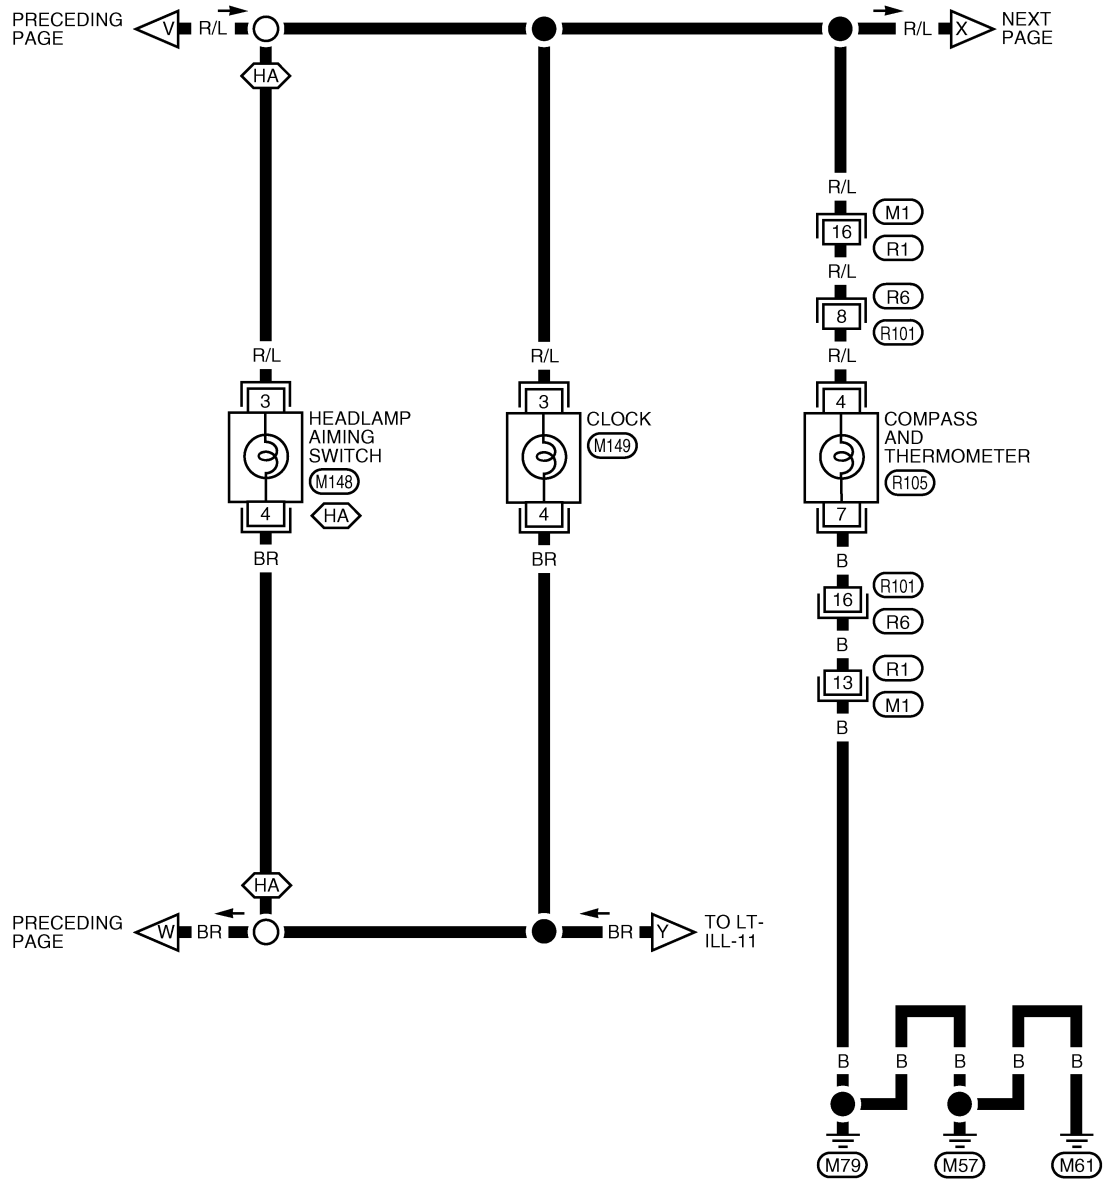 PRECEDING
PAGE
V
R/L
R/L
X
NEXT
PAGE
HA
R/L
16
M1
R1
R/L
8
R6
R101
R/L
R/L
R/L
3
3
4
HEADLAMP
AIMING
SWITCH
M148
HA
CLOCK
M149
COMPASS
AND
THERMOMETER
R105
4
4
7
BR
BR
B
16
R101
R6
B
13
R1
M1
B
HA
PRECEDING
PAGE
W
BR
BR
Y
TO LT-
ILL-11
B
B
B
B
B
M79
M57
M61